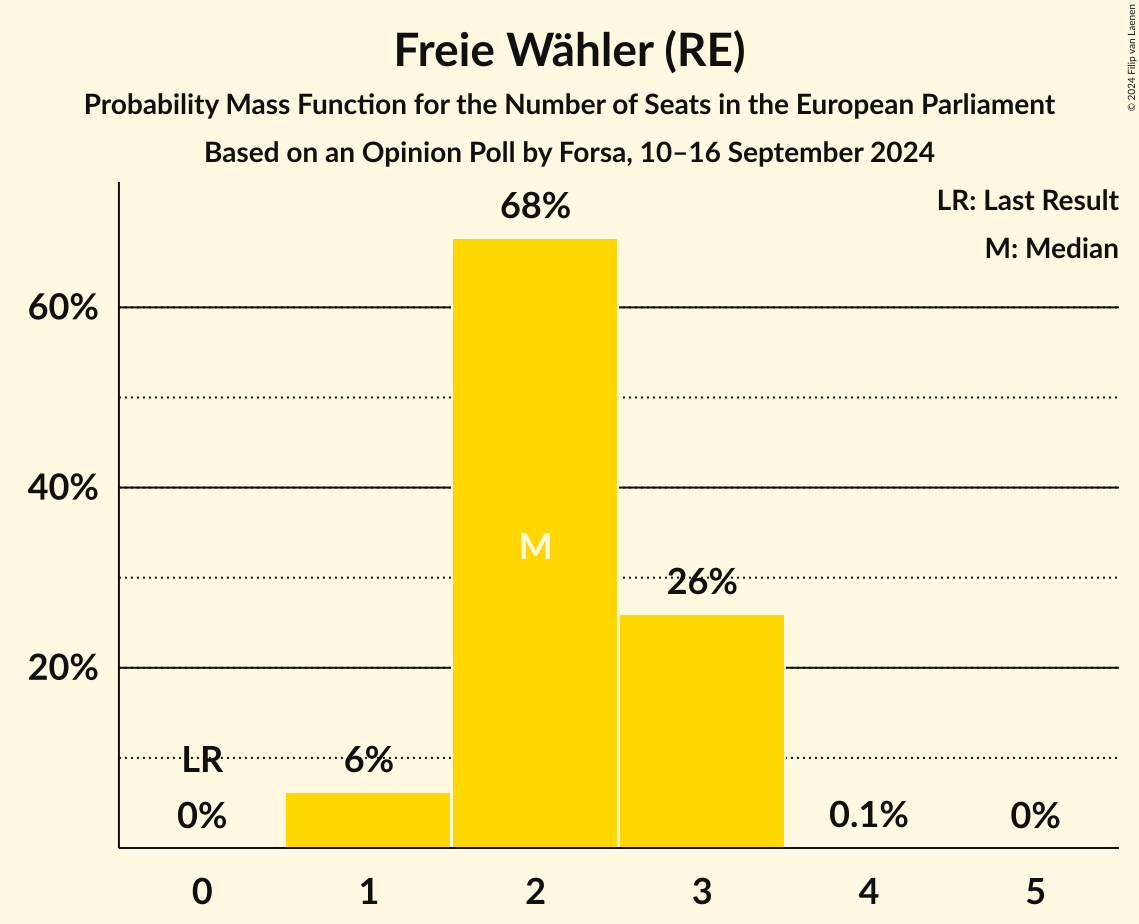 Freie Wähler (RE)
Probability Mass Function for the Number of Seats in the European Parliament
Based on an Opinion Poll by Forsa, 10–16 September 2024
© 2024 Filip van Laenen
LR: Last Result
M: Median
68%
60%
40%
M
26%
20%
LR
6%
0%
0.1%
0%
0 1 2 3 4 5